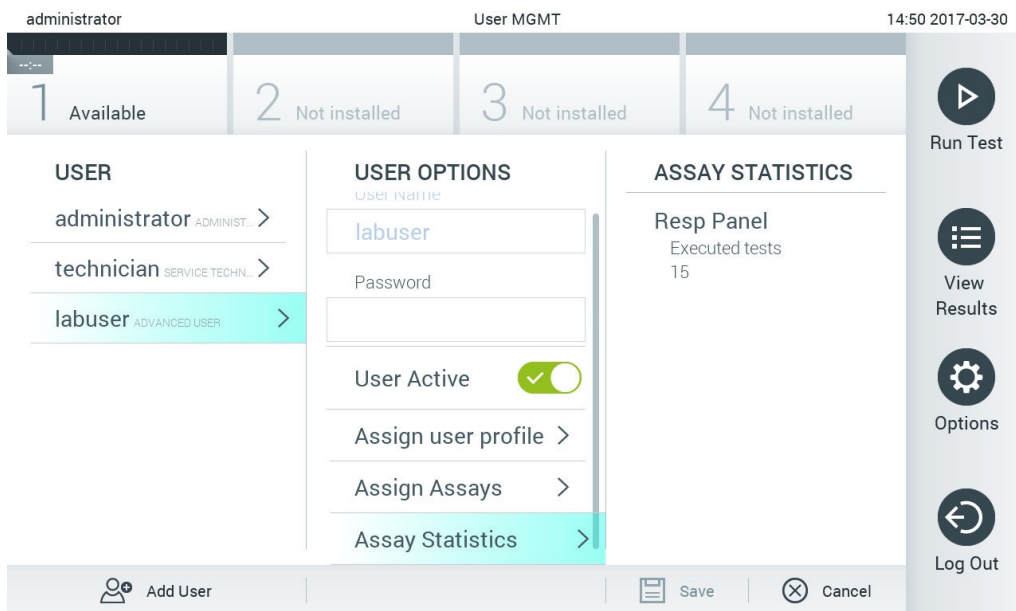 administrator
User MGMT
14:50 2017-03-30
--:--
1 Available
2 Not installed
3 Not installed
4 Not installed
Run Test
View
Results
Options
Log Out
USER
administrator ADMINIST...
technician SERVICE TECHN...
labuser ADVANCED USER
USER OPTIONS
User Name
labuser
Password
User Active
Assign user profile
Assign Assays
Assay Statistics
ASSAY STATISTICS
Resp Panel
Executed tests
15
Add User
Save
Cancel